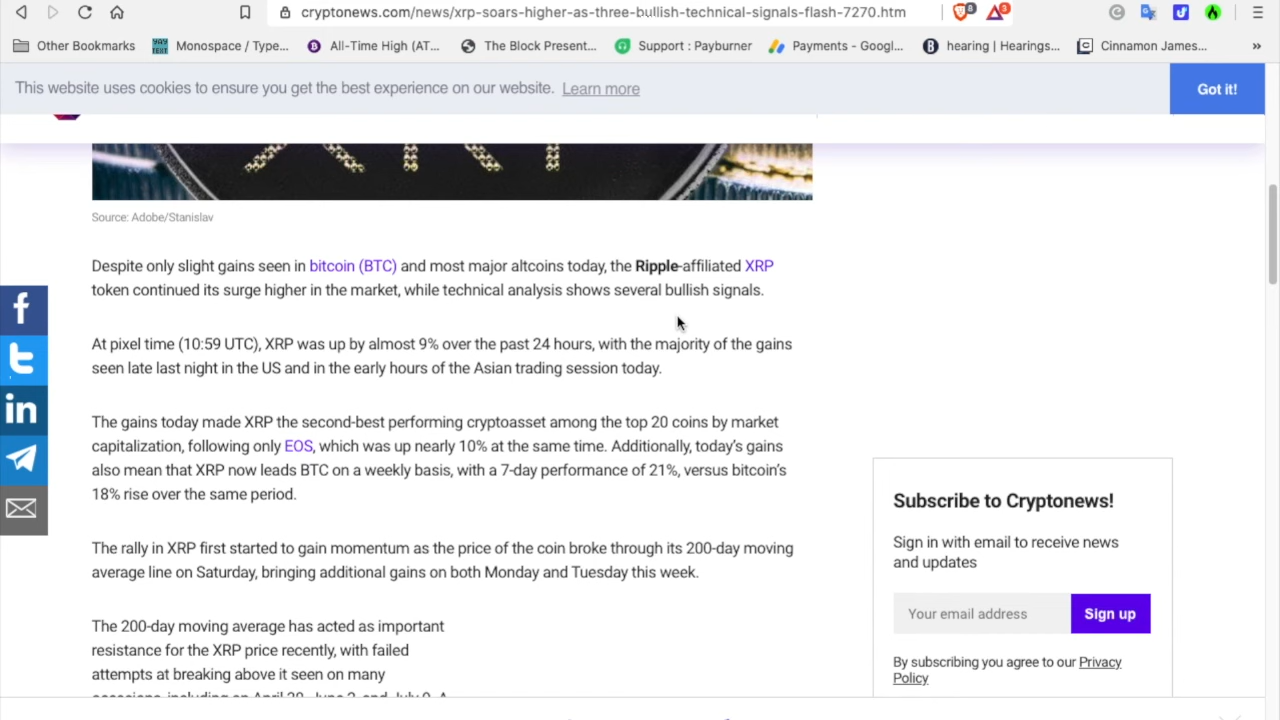 cryptonews.com/news/xrp-soars-higher-as-three-bullish-technical-signals-flash-7270.htm
8
3
Other Bookmarks
Monospace / Type...
All-Time High (AT...
The Block Present...
Support : Payburner
Payments - Googl...
hearing | Hearings...
Cinnamon James...
»
This website uses cookies to ensure you get the best experience on our website. Learn more
Got it!
XRP
Source: Adobe/Stanislav
Despite only slight gains seen in bitcoin (BTC) and most major altcoins today, the Ripple-affiliated XRP
token continued its surge higher in the market, while technical analysis shows several bullish signals.
At pixel time (10:59 UTC), XRP was up by almost 9% over the past 24 hours, with the majority of the gains
seen late last night in the US and in the early hours of the Asian trading session today.
The gains today made XRP the second-best performing cryptoasset among the top 20 coins by market
capitalization, following only EOS, which was up nearly 10% at the same time. Additionally, today's gains
also mean that XRP now leads BTC on a weekly basis, with a 7-day performance of 21%, versus bitcoin's
18% rise over the same period.
The rally in XRP first started to gain momentum as the price of the coin broke through its 200-day moving
average line on Saturday, bringing additional gains on both Monday and Tuesday this week.
The 200-day moving average has acted as important
resistance for the XRP price recently, with failed
attempts at breaking above it seen on many
Subscribe to Cryptonews!
Sign in with email to receive news
and updates
Your email address
Sign up
By subscribing you agree to our Privacy
Policy